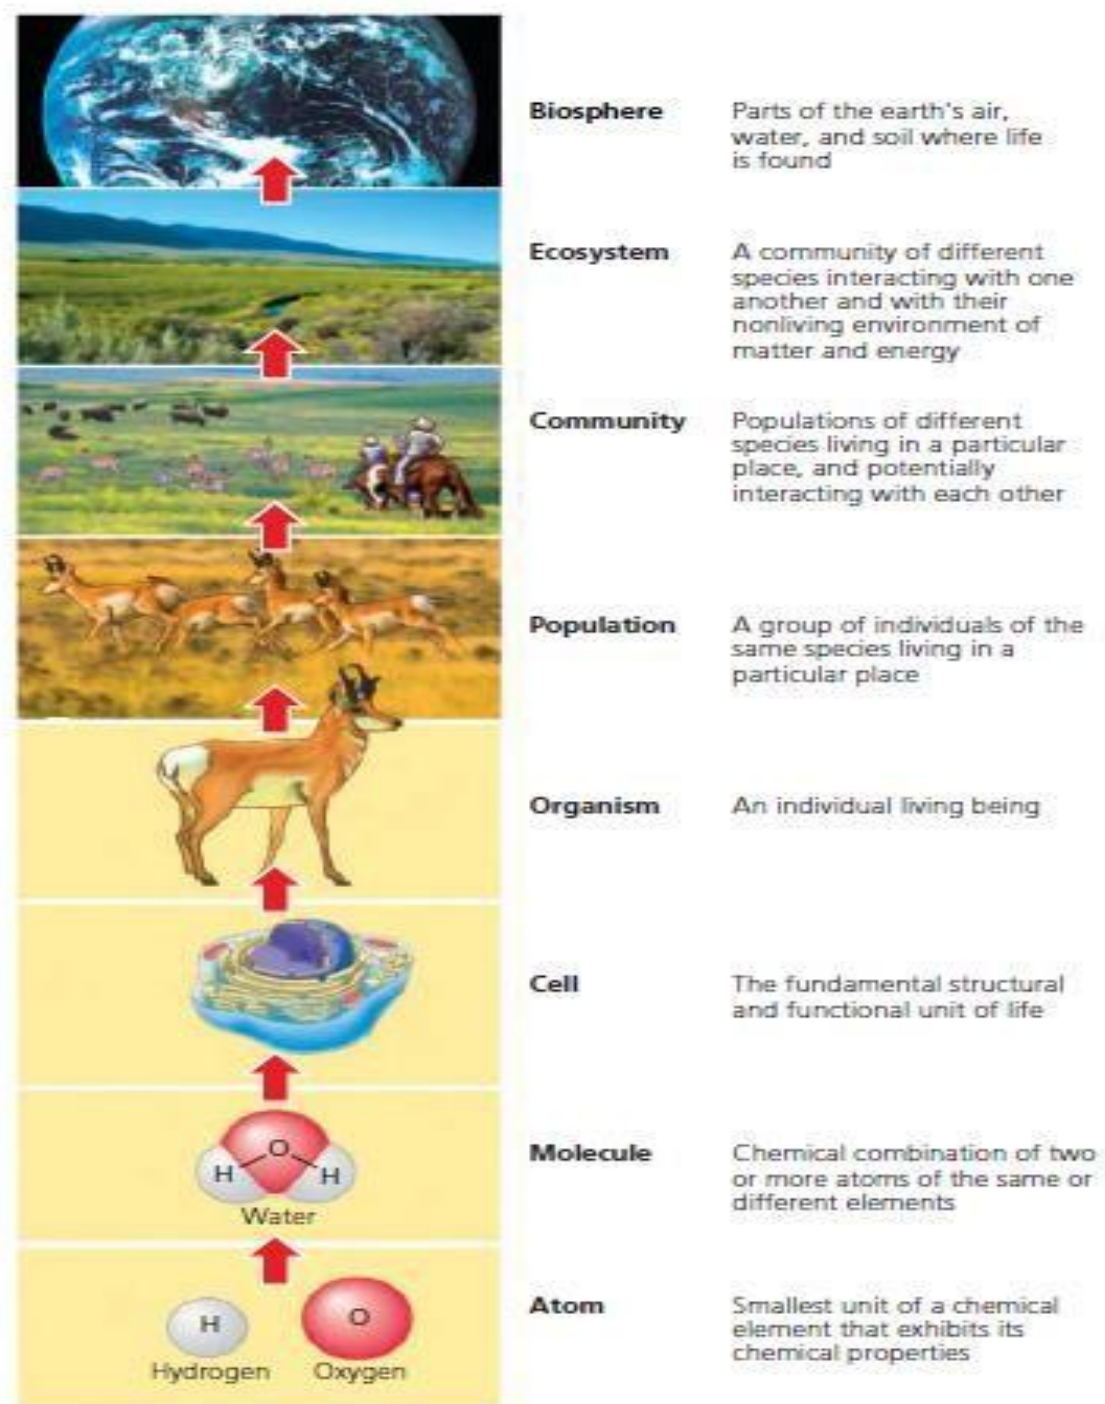 Biosphere
Parts of the earth's air,
water, and soil where life
is found
Ecosystem
A community of different
species interacting with one
another and with their
nonliving environment of
matter and energy
Community
Populations of different
species living in a particular
place, and potentially
interacting with each other
Population
A group of individuals of the
same species living in a
particular place
Organism
An individual living being
Cell
The fundamental structural
and functional unit of life
O
H H
Water
Molecule
Chemical combination of two
or more atoms of the same or
different elements
H O
Hydrogen Oxygen
Atom
Smallest unit of a chemical
element that exhibits its
chemical properties